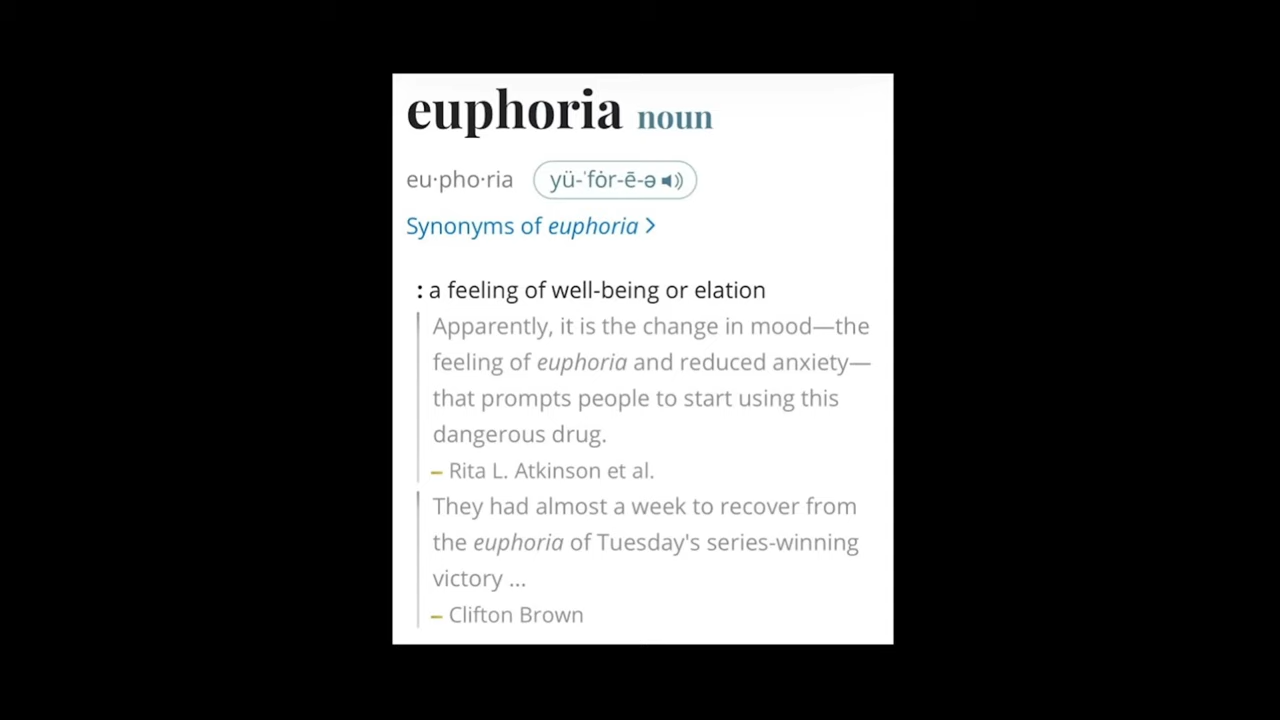 euphoria noun
eu·pho·ria yü-ˈfȯr-ē-ə
Synonyms of euphoria
: a feeling of well-being or elation
Apparently, it is the change in mood—the
feeling of euphoria and reduced anxiety—
that prompts people to start using this
dangerous drug.
– Rita L. Atkinson et al.
They had almost a week to recover from
the euphoria of Tuesday's series-winning
victory ...
– Clifton Brown